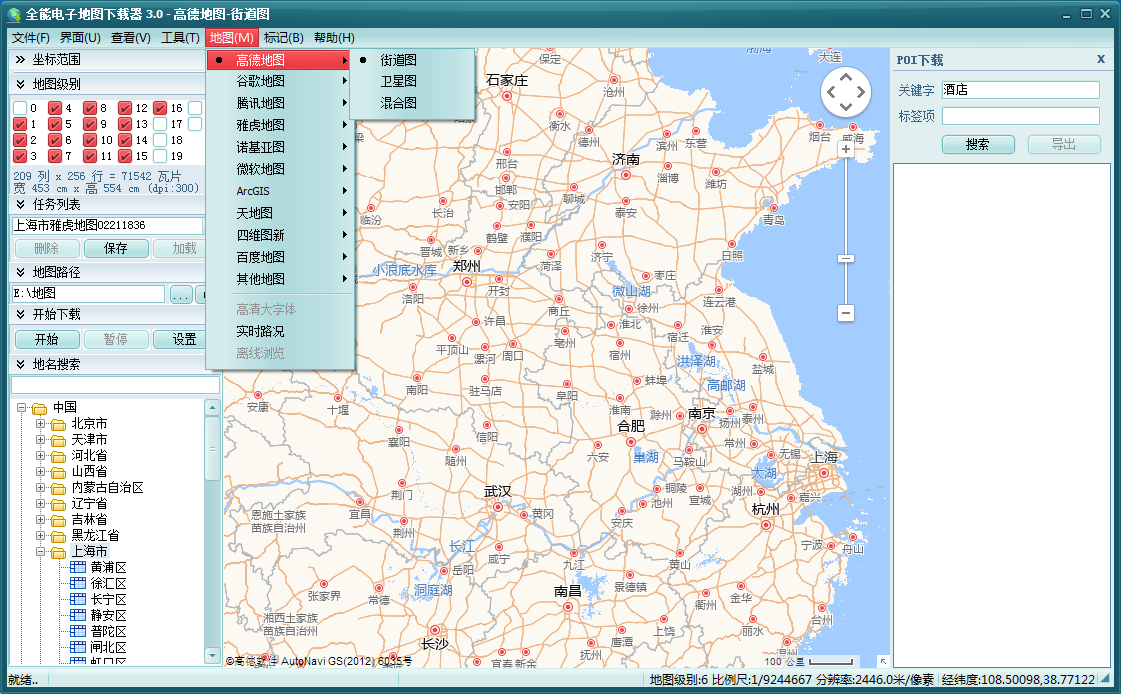 全能电子地图下载器 3.0 - 高德地图-街道图
文件(F) 界面(U) 查看(V) 工具(T) 地图(M) 标记(B) 帮助(H)
坐标范围
地图级别
0 4 8 12 16
1 5 9 13 17
2 6 10 14 18
3 7 11 15 19
209 列 x 256 行 = 71542 瓦片
宽 453 cm x 高 554 cm (dpi:300)
任务列表
上海市雅虎地图02211836
删除 保存 加载
地图路径
E:\地图 ...
开始下载
开始 暂停 设置
地名搜索
中国
北京市
天津市
河北省
山西省
内蒙古自治区
辽宁省
吉林省
黑龙江省
上海市
黄浦区
徐汇区
长宁区
静安区
普陀区
闸北区
虹口区
高德地图
谷歌地图
腾讯地图
雅虎地图
诺基亚图
微软地图
ArcGIS
天地图
四维图新
百度地图
其他地图
高清大字体
实时路况
离线浏览
街道图
卫星图
混合图
保定
渤海
大连
石家庄
沧州
衡水
德州
滨州
东营
烟台
威海
邢台
济南
淄博
潍坊
邯郸
聊城
泰安
青岛
临汾
长治
安阳
鹤壁
濮阳
晋城
新乡
菏泽
济宁
日照
小浪底水库
郑州
开封
枣庄
微山湖
连云港
洛阳
商丘
徐州
许昌
淮北
宿迁
淮安
平顶山
漯河
周口
亳州
宿州
洪泽湖
盐城
南阳
驻马店
阜阳
蚌埠
高邮湖
安康
十堰
淮南
滁州
南京
扬州
泰州
襄阳
信阳
合肥
常州
随州
六安
巢湖
马鞍山
无锡
上海
太湖
荆门
武汉
铜陵
宣城
湖州
嘉兴
宜昌
黄冈
池州
杭州
恩施土家族
苗族自治州
荆州
安庆
长江
咸宁
九江
黄山
宁波
舟山
岳阳
张家界
常德
洞庭湖
南昌
景德镇
衢州
金华
湘西土家族
苗族自治州
上饶
丽水
台州
长沙
鹰潭
抚州
温州
宜春
新余
©高德软件 AutoNavi GS(2012) 6035号
100 公里
POI下载 X
关键字 酒店
标签项
搜索 导出
就绪..
地图级别:6 比例尺:1/9244667 分辨率:2446.0米/像素 经纬度:108.50098,38.77122